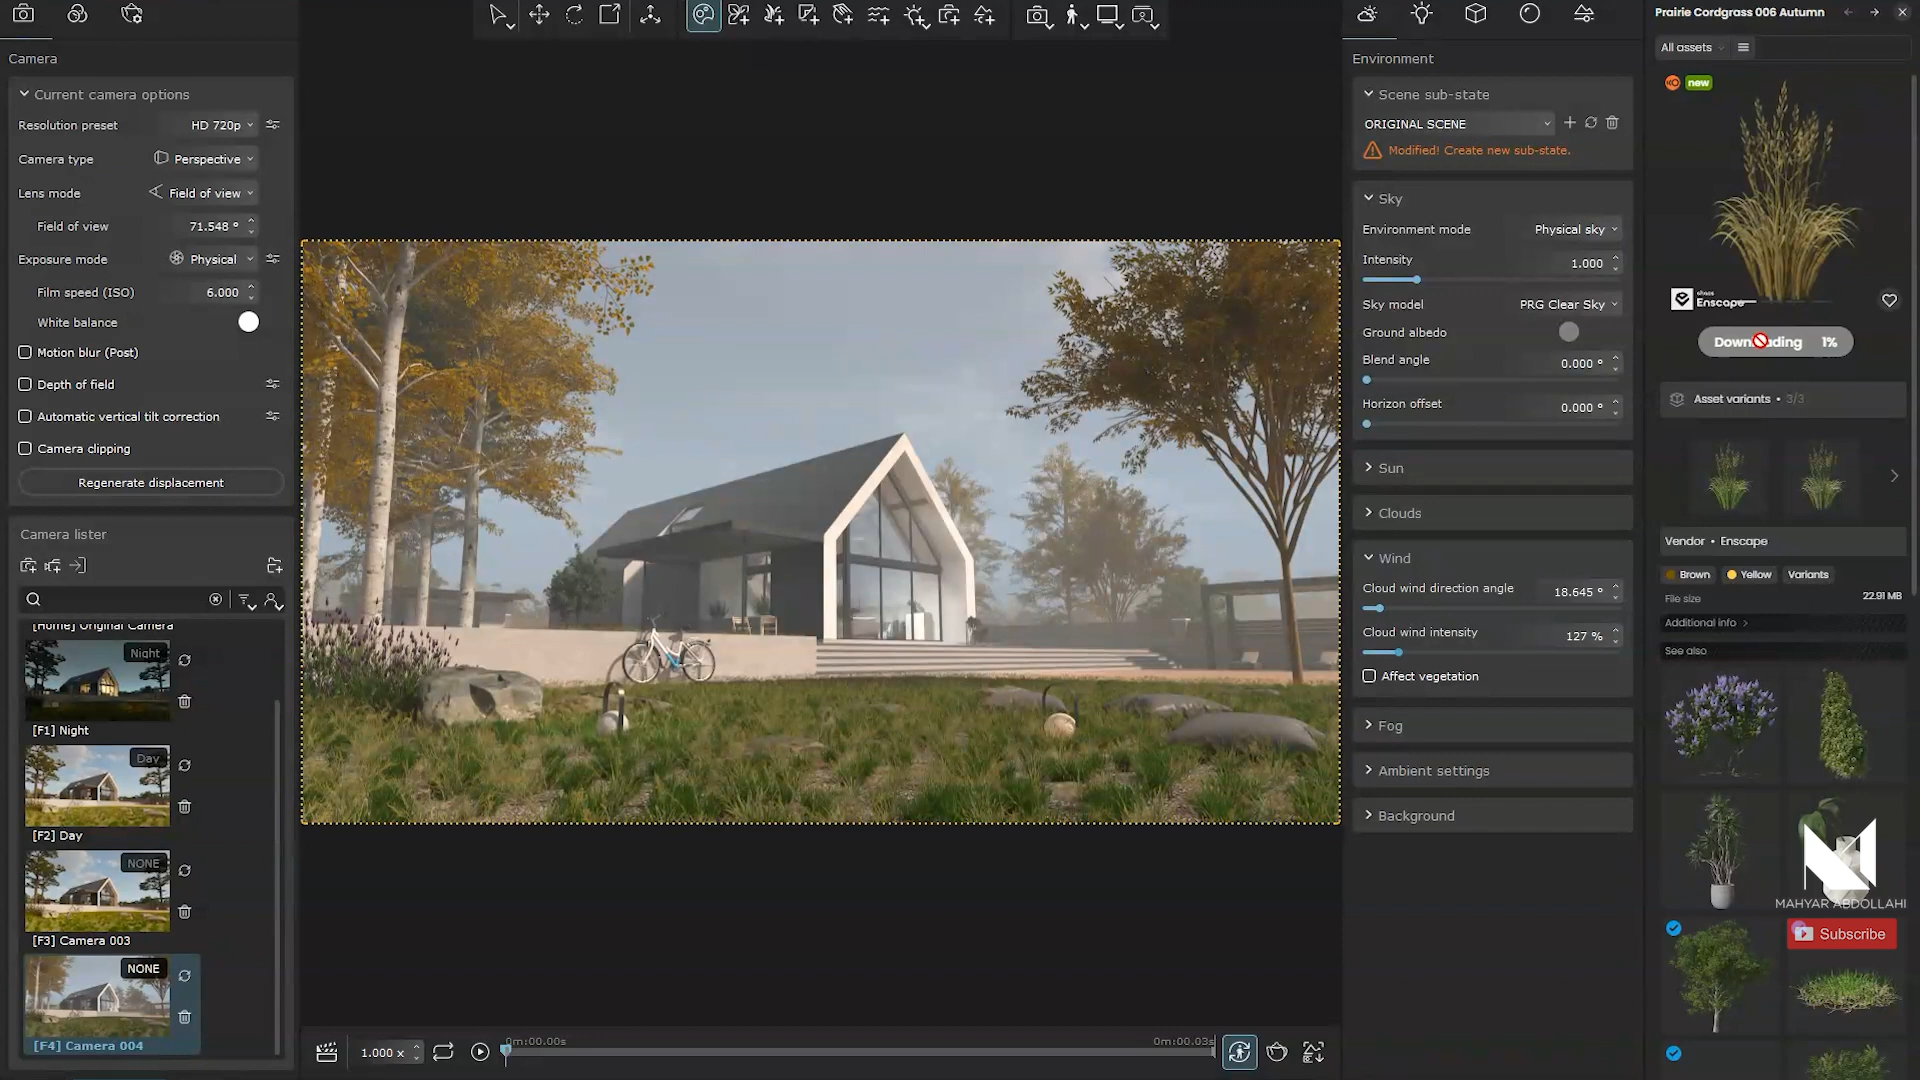 Camera
Current camera options
Resolution preset HD 720p
Camera type Perspective
Lens mode Field of view
Field of view 71.548 °
Exposure mode Physical
Film speed (ISO) 6.000
White balance
Motion blur (Post)
Depth of field
Automatic vertical tilt correction
Camera clipping
Regenerate displacement
Camera lister
[Home] Original Camera
Night
[F1] Night
Day
[F2] Day
NONE
[F3] Camera 003
NONE
[F4] Camera 004
1.000 x
0m:00.00s
0m:00.03s
Environment
Scene sub-state
ORIGINAL SCENE
Modified! Create new sub-state.
Sky
Environment mode Physical sky
Intensity 1.000
Sky model PRG Clear Sky
Ground albedo
Blend angle 0.000 °
Horizon offset 0.000 °
Sun
Clouds
Wind
Cloud wind direction angle 18.645 °
Cloud wind intensity 127 %
Affect vegetation
Fog
Ambient settings
Background
Prairie Cordgrass 006 Autumn
All assets
new
chaos
Enscape
Downloading 1%
Asset variants • 3/3
Vendor • Enscape
Brown Yellow Variants
File size 22.91 MB
Additional info >
See also
MAHYAR ABDOLLAHI
Subscribe